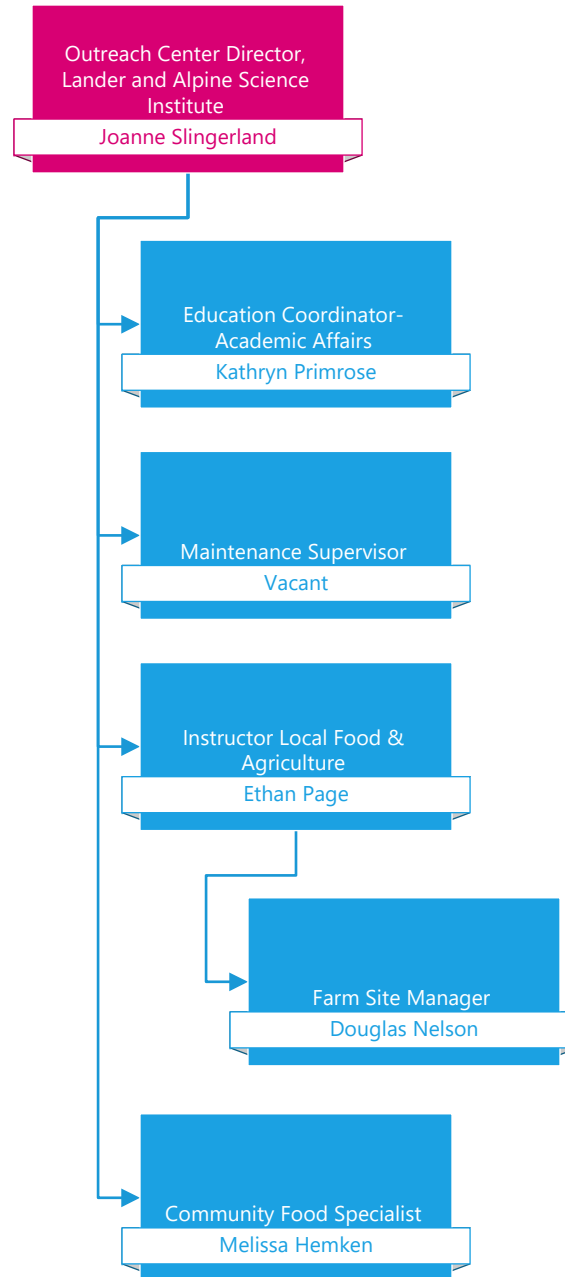 Outreach Center Director,
Lander and Alpine Science
Institute
Joanne Slingerland
Education Coordinator-
Academic Affairs
Kathryn Primrose
Maintenance Supervisor
Vacant
Instructor Local Food &
Agriculture
Ethan Page
Farm Site Manager
Douglas Nelson
Community Food Specialist
Melissa Hemken